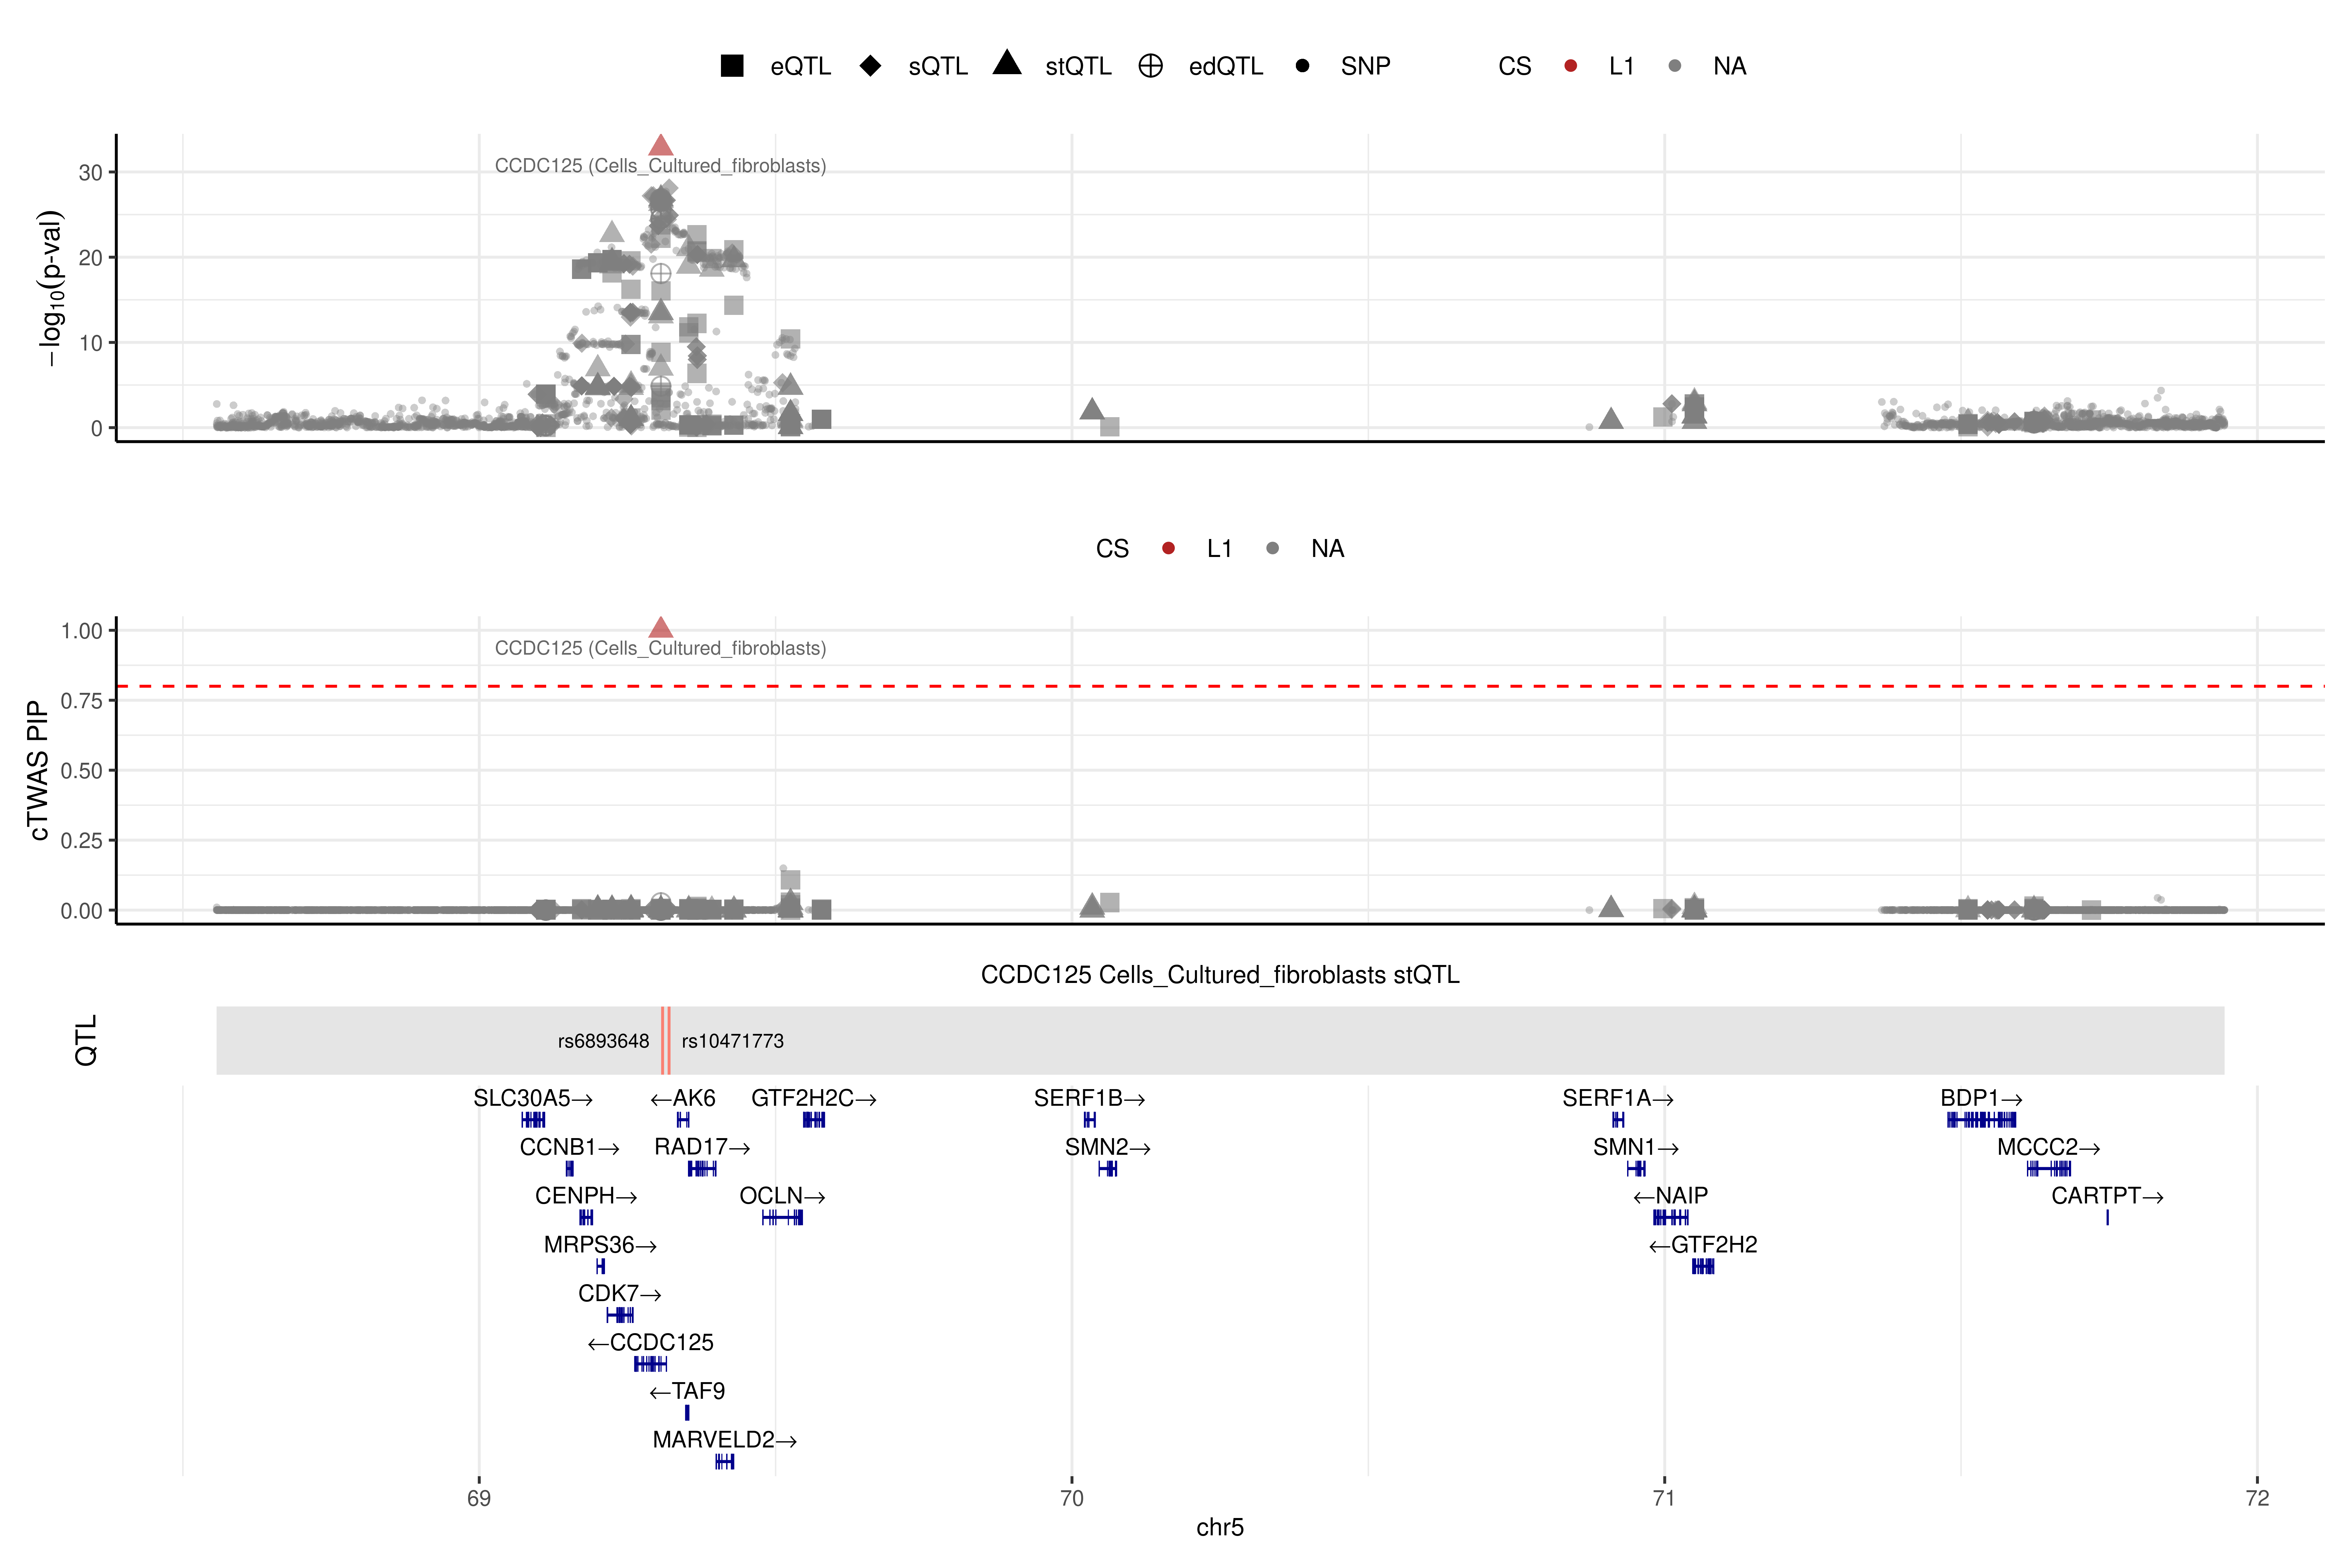 eQTL sQTL stQTL edQTL SNP CS L1 NA
−log10(p-val)
30
20
10
0
CCDC125 (Cells_Cultured_fibroblasts)
CS L1 NA
cTWAS PIP
1.00
0.75
0.50
0.25
0.00
CCDC125 (Cells_Cultured_fibroblasts)
CCDC125 Cells_Cultured_fibroblasts stQTL
QTL
rs6893648 rs10471773
SLC30A5→ ←AK6 GTF2H2C→ SERF1B→ SERF1A→ BDP1→
CCNB1→ RAD17→ SMN2→ SMN1→ MCCC2→
CENPH→ OCLN→ ←NAIP CARTPT→
MRPS36→ ←GTF2H2
CDK7→
←CCDC125
←TAF9
MARVELD2→
69 70 71 72
chr5